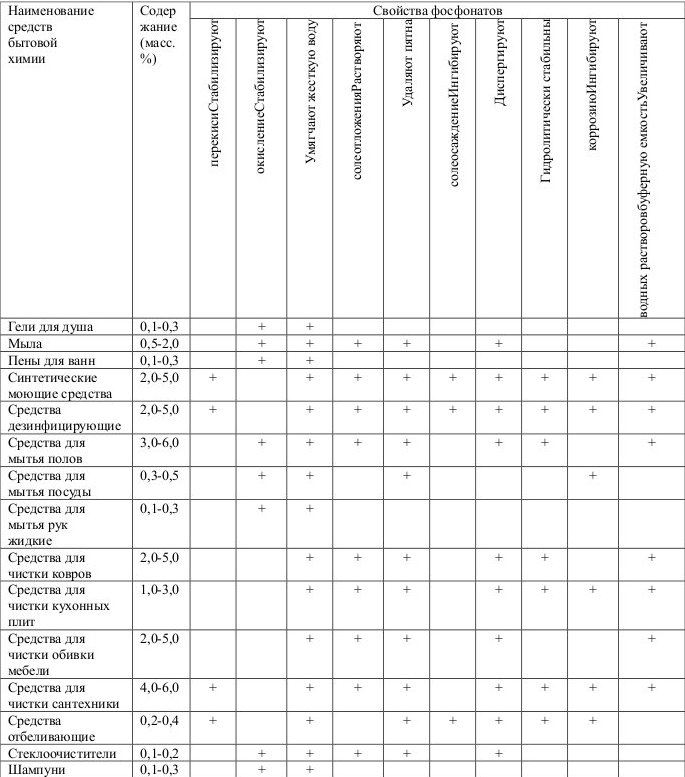 Наименование средств бытовой химии | Содер жание (масс. %) | Свойства фосфонатов
перекисиСтабилизируют | окислениеСтабилизируют | Умягчают жесткую воду | солеотложенияРастворяют | Удаляют пятна | солеосаждениеИнгибируют | Диспергируют | Гидролитически стабильны | коррозиюИнгибируют | водных растворовбуферную емкостьУвеличивают
Гели для душа | 0,1-0,3 | | + | + | | | | | | |
Мыла | 0,5-2,0 | | + | + | + | + | | + | | | +
Пены для ванн | 0,1-0,3 | | + | + | | | | | | |
Синтетические моющие средства | 2,0-5,0 | + | | + | + | + | + | + | + | + | +
Средства дезинфицирующие | 2,0-5,0 | + | | + | + | + | + | + | + | + | +
Средства для мытья полов | 3,0-6,0 | | + | + | + | + | | + | + | | +
Средства для мытья посуды | 0,3-0,5 | | + | + | | + | | | | + |
Средства для мытья рук жидкие | 0,1-0,3 | | + | + | | | | | | |
Средства для чистки ковров | 2,0-5,0 | | | + | + | + | | + | + | | +
Средства для чистки кухонных плит | 1,0-3,0 | | | + | + | + | | + | + | + | +
Средства для чистки обивки мебели | 2,0-5,0 | | | + | + | + | | + | | | +
Средства для чистки сантехники | 4,0-6,0 | + | | + | + | + | | + | + | + | +
Средства отбеливающие | 0,2-0,4 | + | | + | | + | + | + | + | + |
Стеклоочистители | 0,1-0,2 | | + | + | + | + | | + | | |
Шампуни | 0,1-0,3 | | + | + | | | | | | |